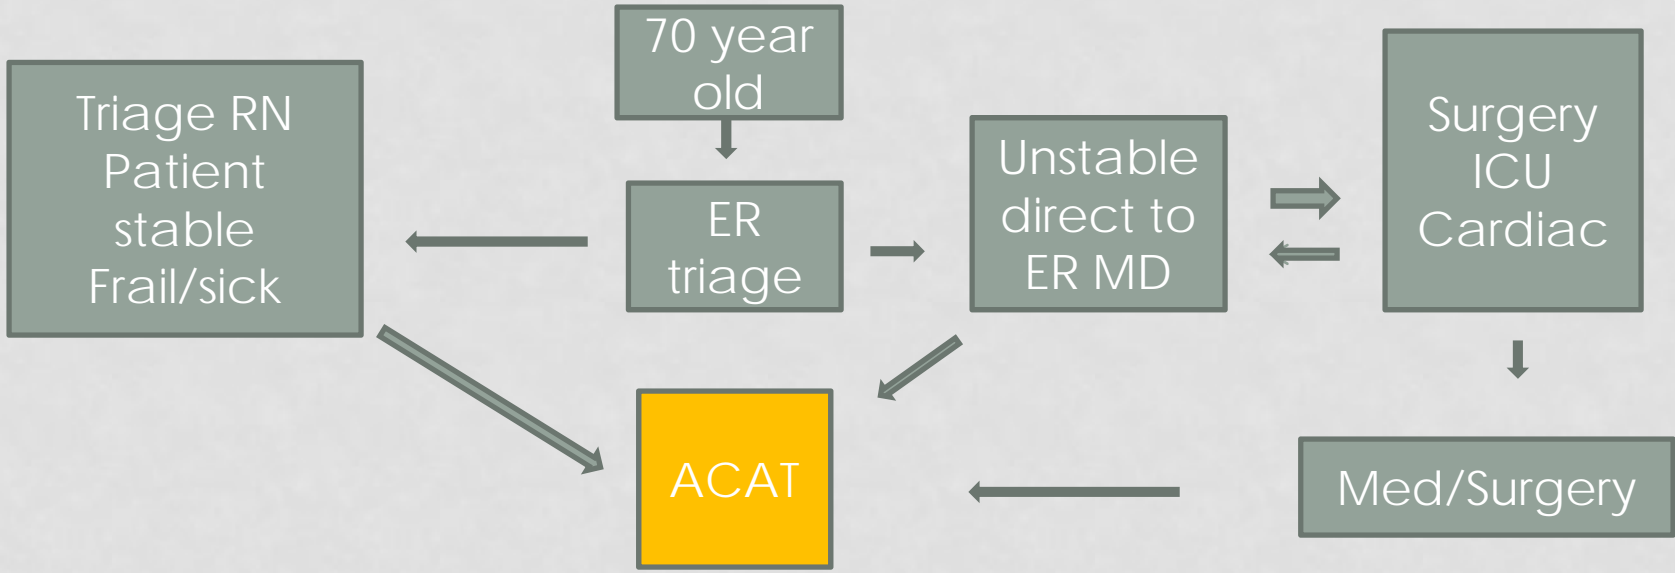 70 year
old
Triage RN
Patient
stable
Frail/sick
ER
triage
Unstable
direct to
ER MD
Surgery
ICU
Cardiac
ACAT
Med/Surgery